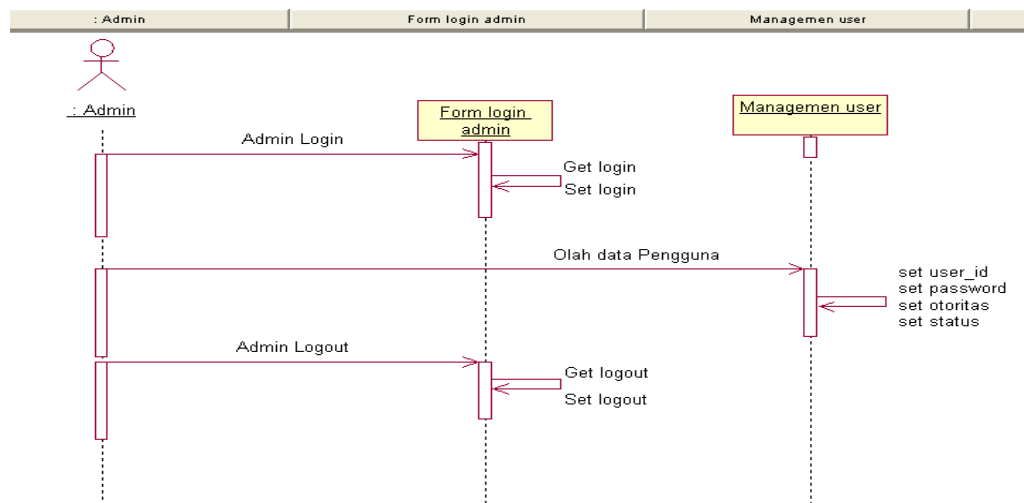 : Admin
Form login admin
Managemen user
: Admin
Form login
admin
Managemen user
Admin Login
Get login
Set login
Olah data Pengguna
set user_id
set password
set otoritas
set status
Admin Logout
Get logout
Set logout